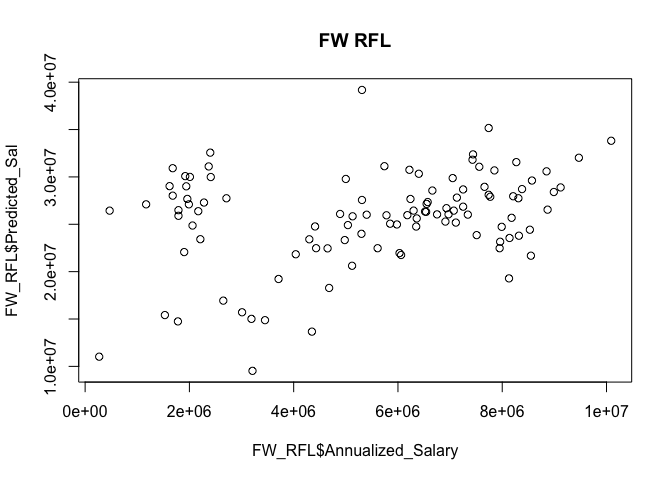 FW RFL
FW_RFL$Predicted_Sal
4.0e+07
3.0e+07
2.0e+07
1.0e+07
0e+00 2e+06 4e+06 6e+06 8e+06 1e+07
FW_RFL$Annualized_Salary